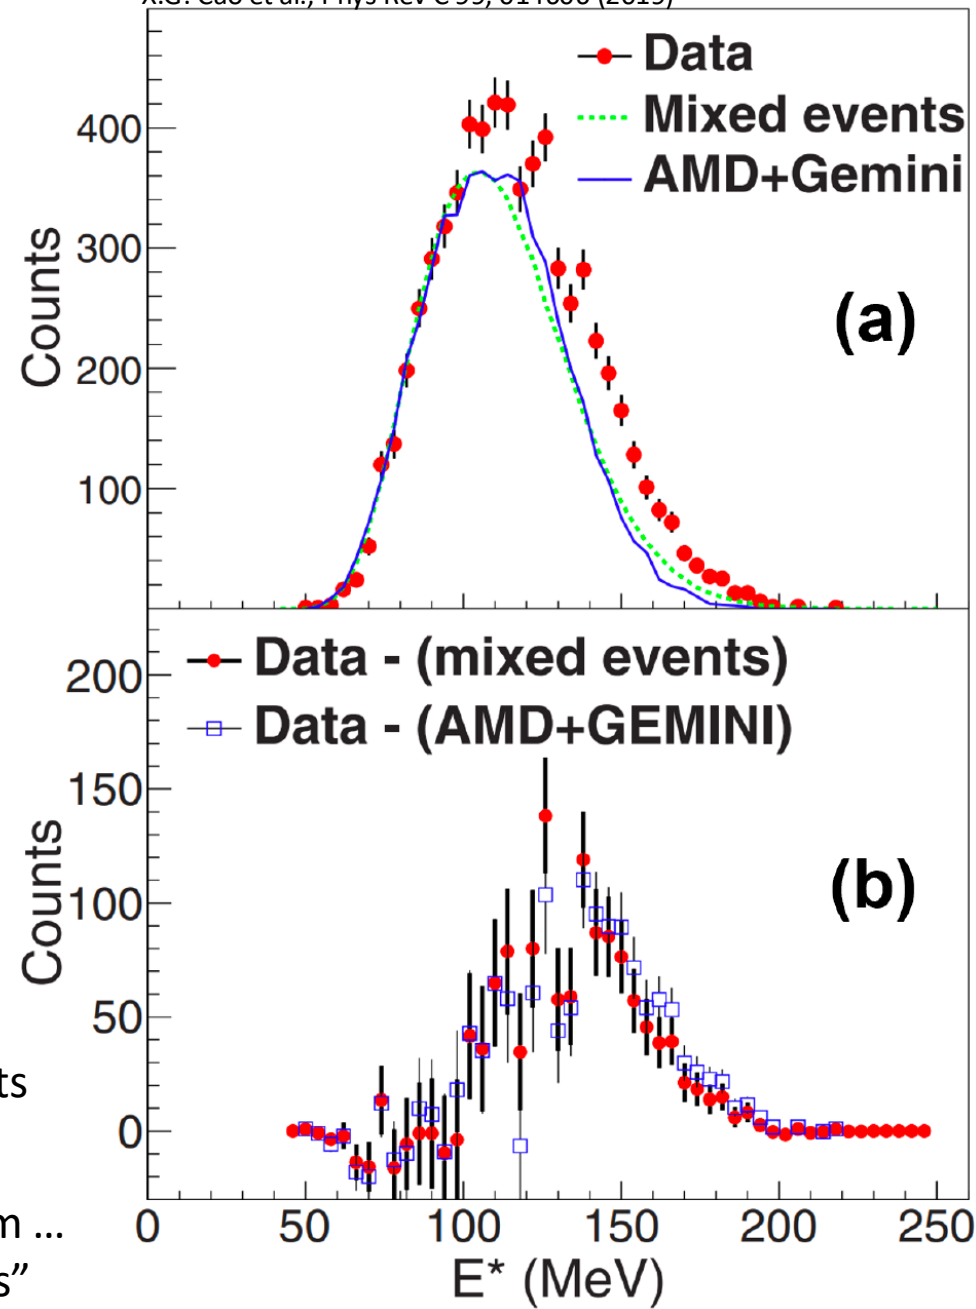 Data
Mixed events
AMD+Gemini
400
300
200
100
Counts
(a)
Data - (mixed events)
Data - (AMD+GEMINI)
200
150
100
50
0
Counts
(b)
0 50 100 150 200 250
E* (MeV)